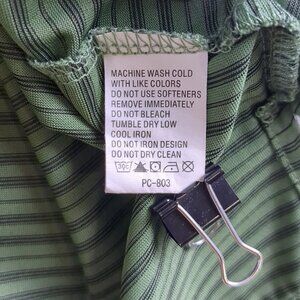 MACHINE WASH COLD
WITH LIKE COLORS
DO NOT USE SOFTENERS
REMOVE IMMEDIATELY
DO NOT BLEACH
TUMBLE DRY LOW
COOL IRON
DO NOT IRON DESIGN
DO NOT DRY CLEAN
PC-803